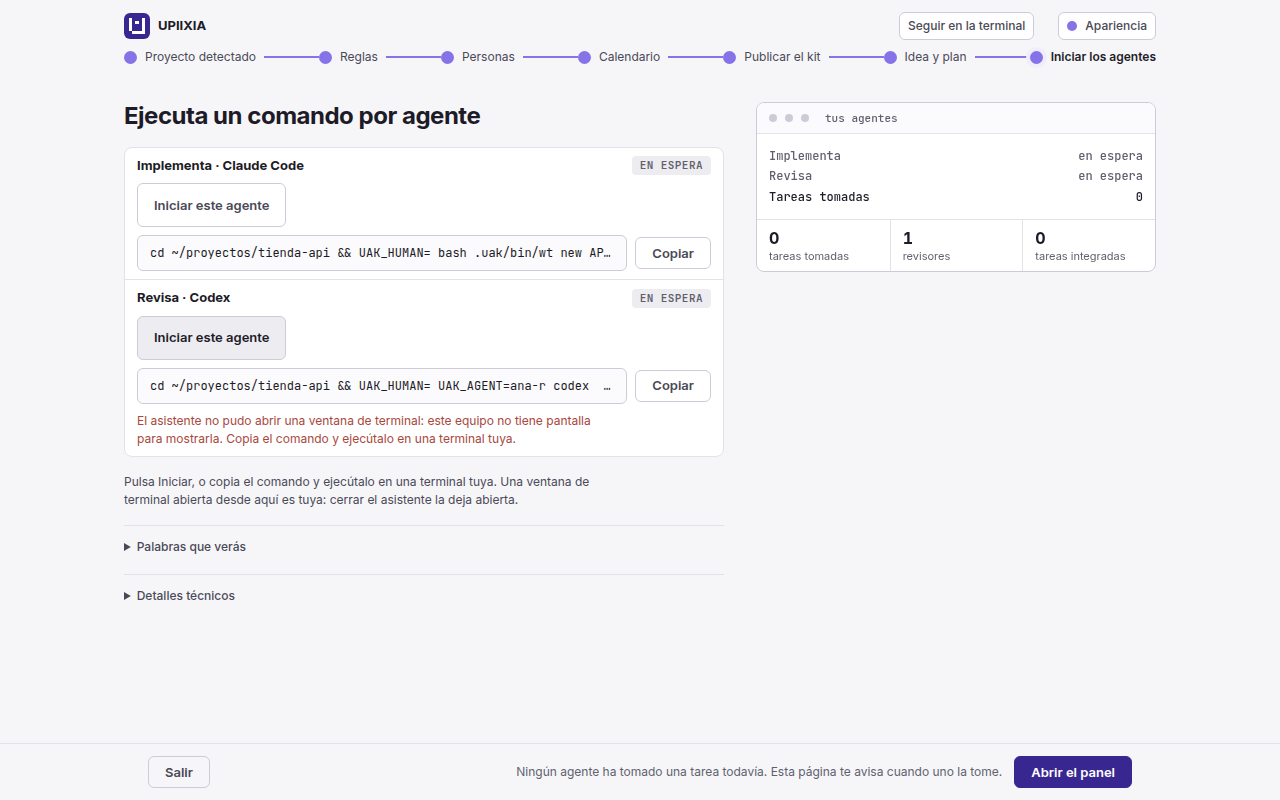 UPIIXIA
Seguir en la terminal
Apariencia
Proyecto detectado
Reglas
Personas
Calendario
Publicar el kit
Idea y plan
Iniciar los agentes
Ejecuta un comando por agente
Implementa · Claude Code
EN ESPERA
Iniciar este agente
cd ~/proyectos/tienda-api && UAK_HUMAN= bash .uak/bin/wt new AP…
Copiar
Revisa · Codex
EN ESPERA
Iniciar este agente
cd ~/proyectos/tienda-api && UAK_HUMAN= UAK_AGENT=ana-r codex …
Copiar
El asistente no pudo abrir una ventana de terminal: este equipo no tiene pantalla
para mostrarla. Copia el comando y ejecútalo en una terminal tuya.
Pulsa Iniciar, o copia el comando y ejecútalo en una terminal tuya. Una ventana de
terminal abierta desde aquí es tuya: cerrar el asistente la deja abierta.
Palabras que verás
Detalles técnicos
tus agentes
Implementa en espera
Revisa en espera
Tareas tomadas 0
0
tareas tomadas
1
revisores
0
tareas integradas
Salir
Ningún agente ha tomado una tarea todavía. Esta página te avisa cuando uno la tome.
Abrir el panel